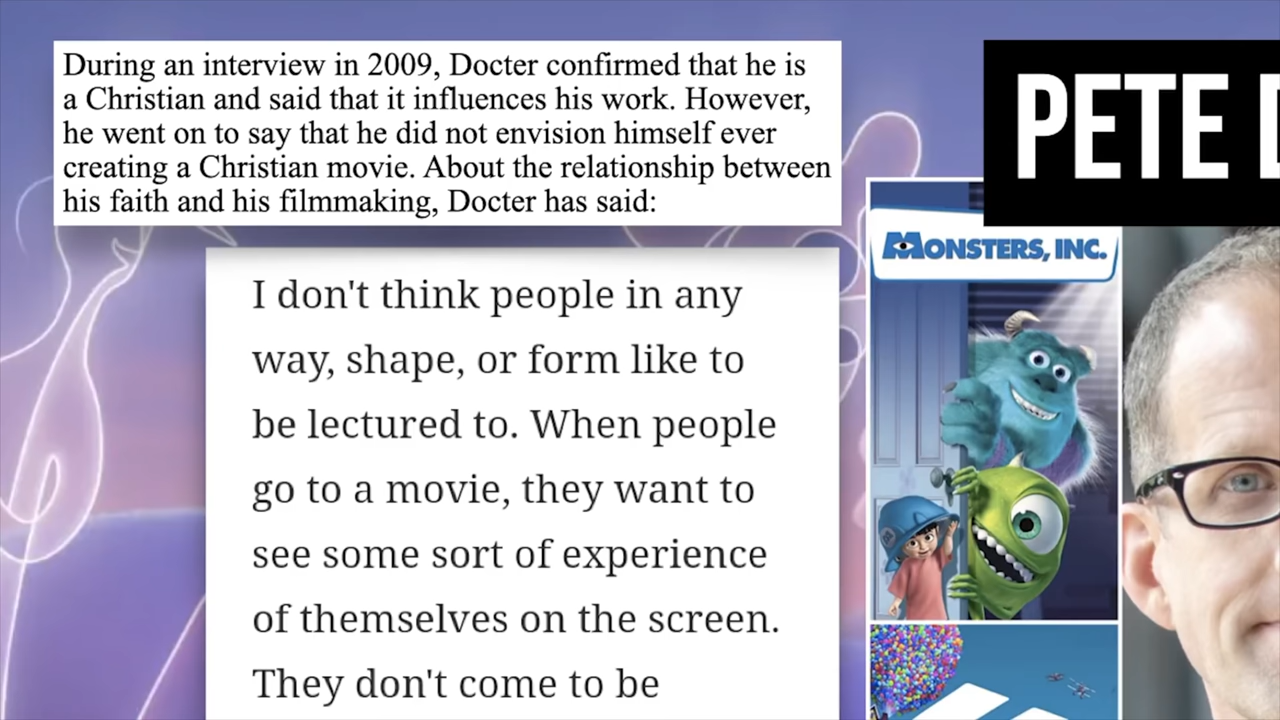 During an interview in 2009, Docter confirmed that he is
a Christian and said that it influences his work. However,
he went on to say that he did not envision himself ever
creating a Christian movie. About the relationship between
his faith and his filmmaking, Docter has said:
I don't think people in any
way, shape, or form like to
be lectured to. When people
go to a movie, they want to
see some sort of experience
of themselves on the screen.
They don't come to be
PETE
MONSTERS, INC.